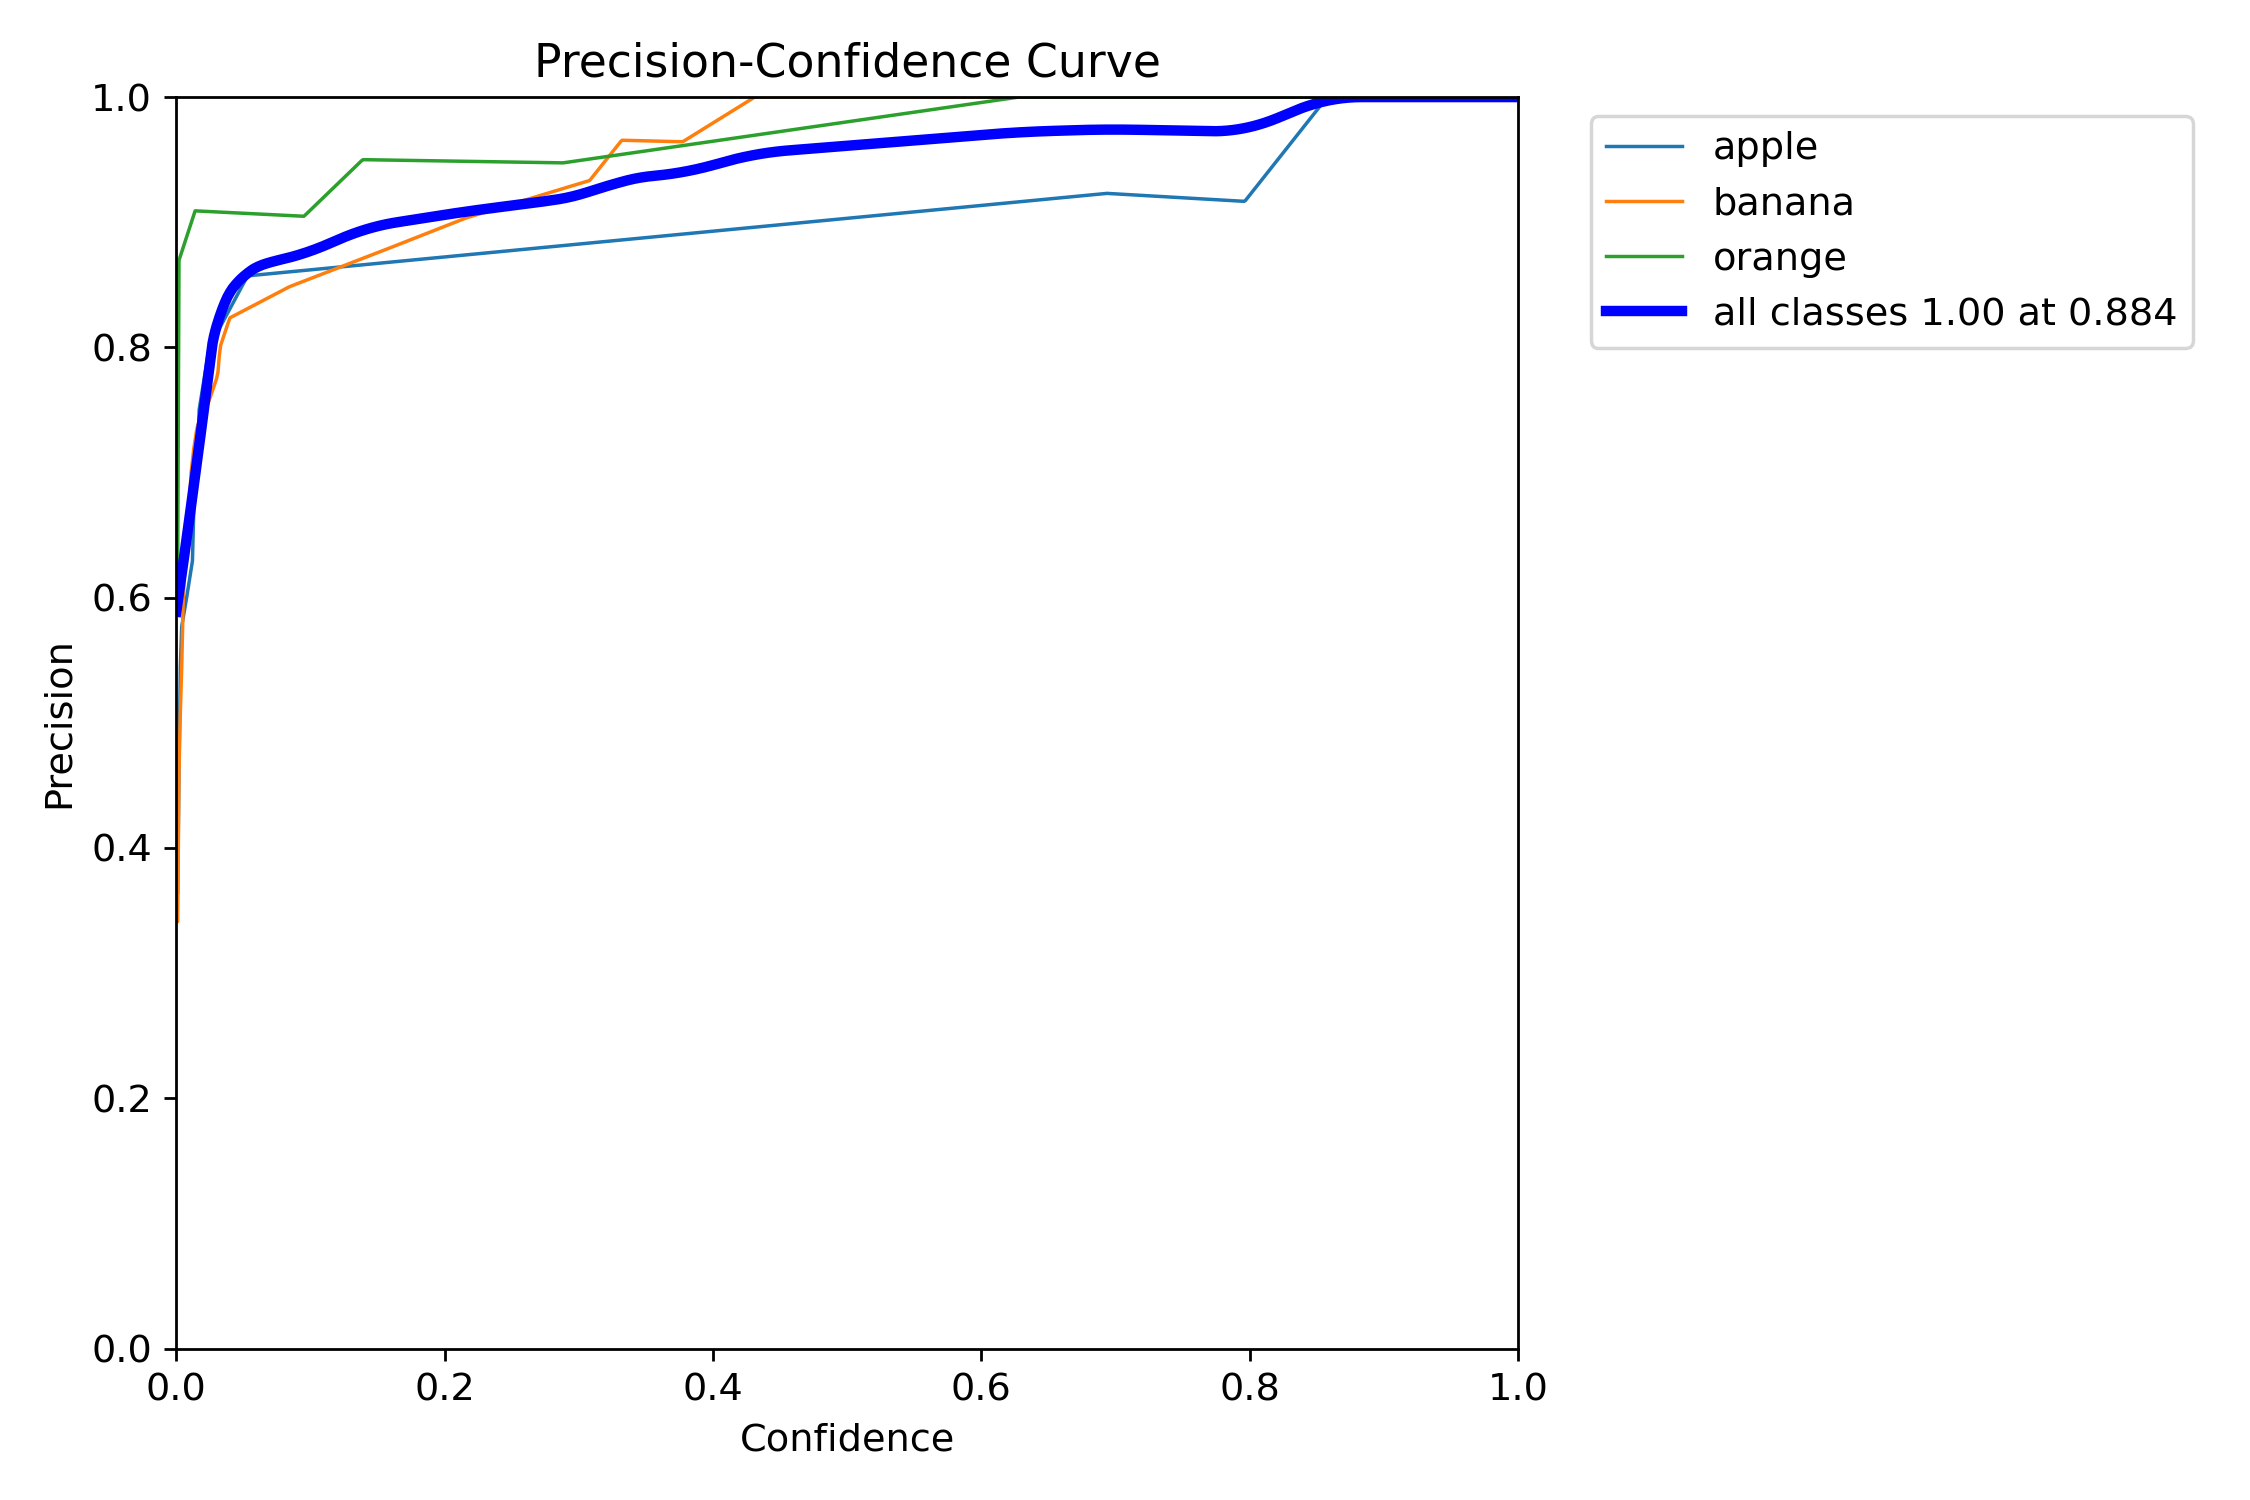 Precision-Confidence Curve
1.0
0.8
0.6
0.4
0.2
0.0
Precision
0.0 0.2 0.4 0.6 0.8 1.0
Confidence
apple
banana
orange
all classes 1.00 at 0.884